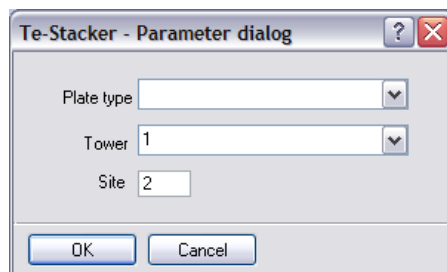 Te-Stacker - Parameter dialog ?
Plate type
Tower 1
Site 2
OK Cancel